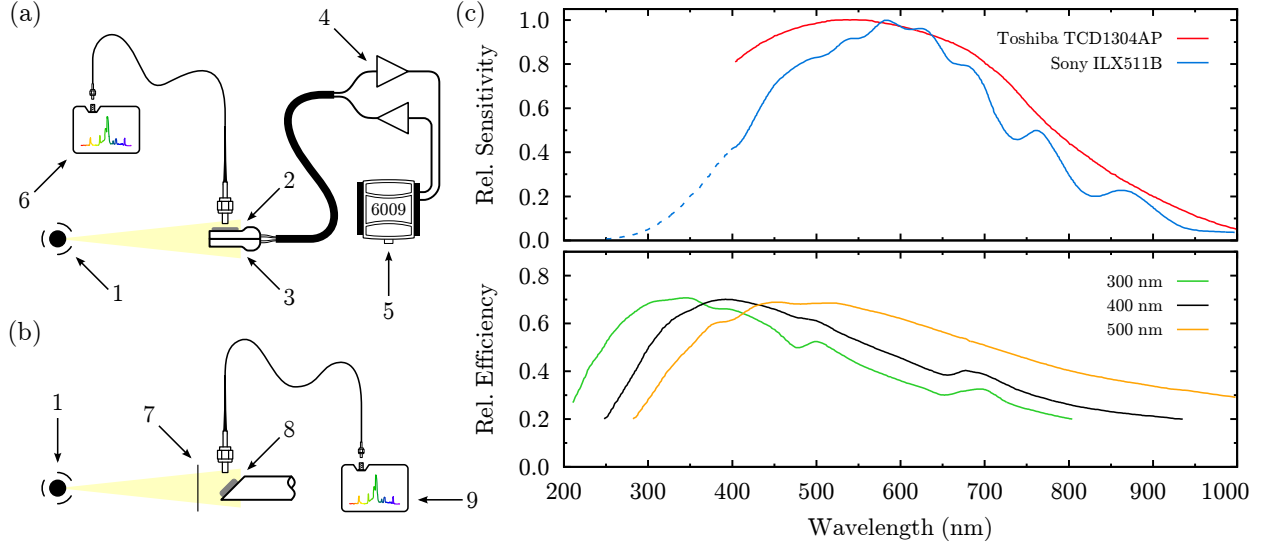 (a)
4
6
2
6009
1
3
5
(b)
1
7
8
9
(c)
Rel. Sensitivity
1.0
0.8
0.6
0.4
0.2
0.0
Toshiba TCD1304AP
Sony ILX511B
Rel. Efficiency
0.8
0.6
0.4
0.2
0.0
300 nm
400 nm
500 nm
200 300 400 500 600 700 800 900 1000
Wavelength (nm)